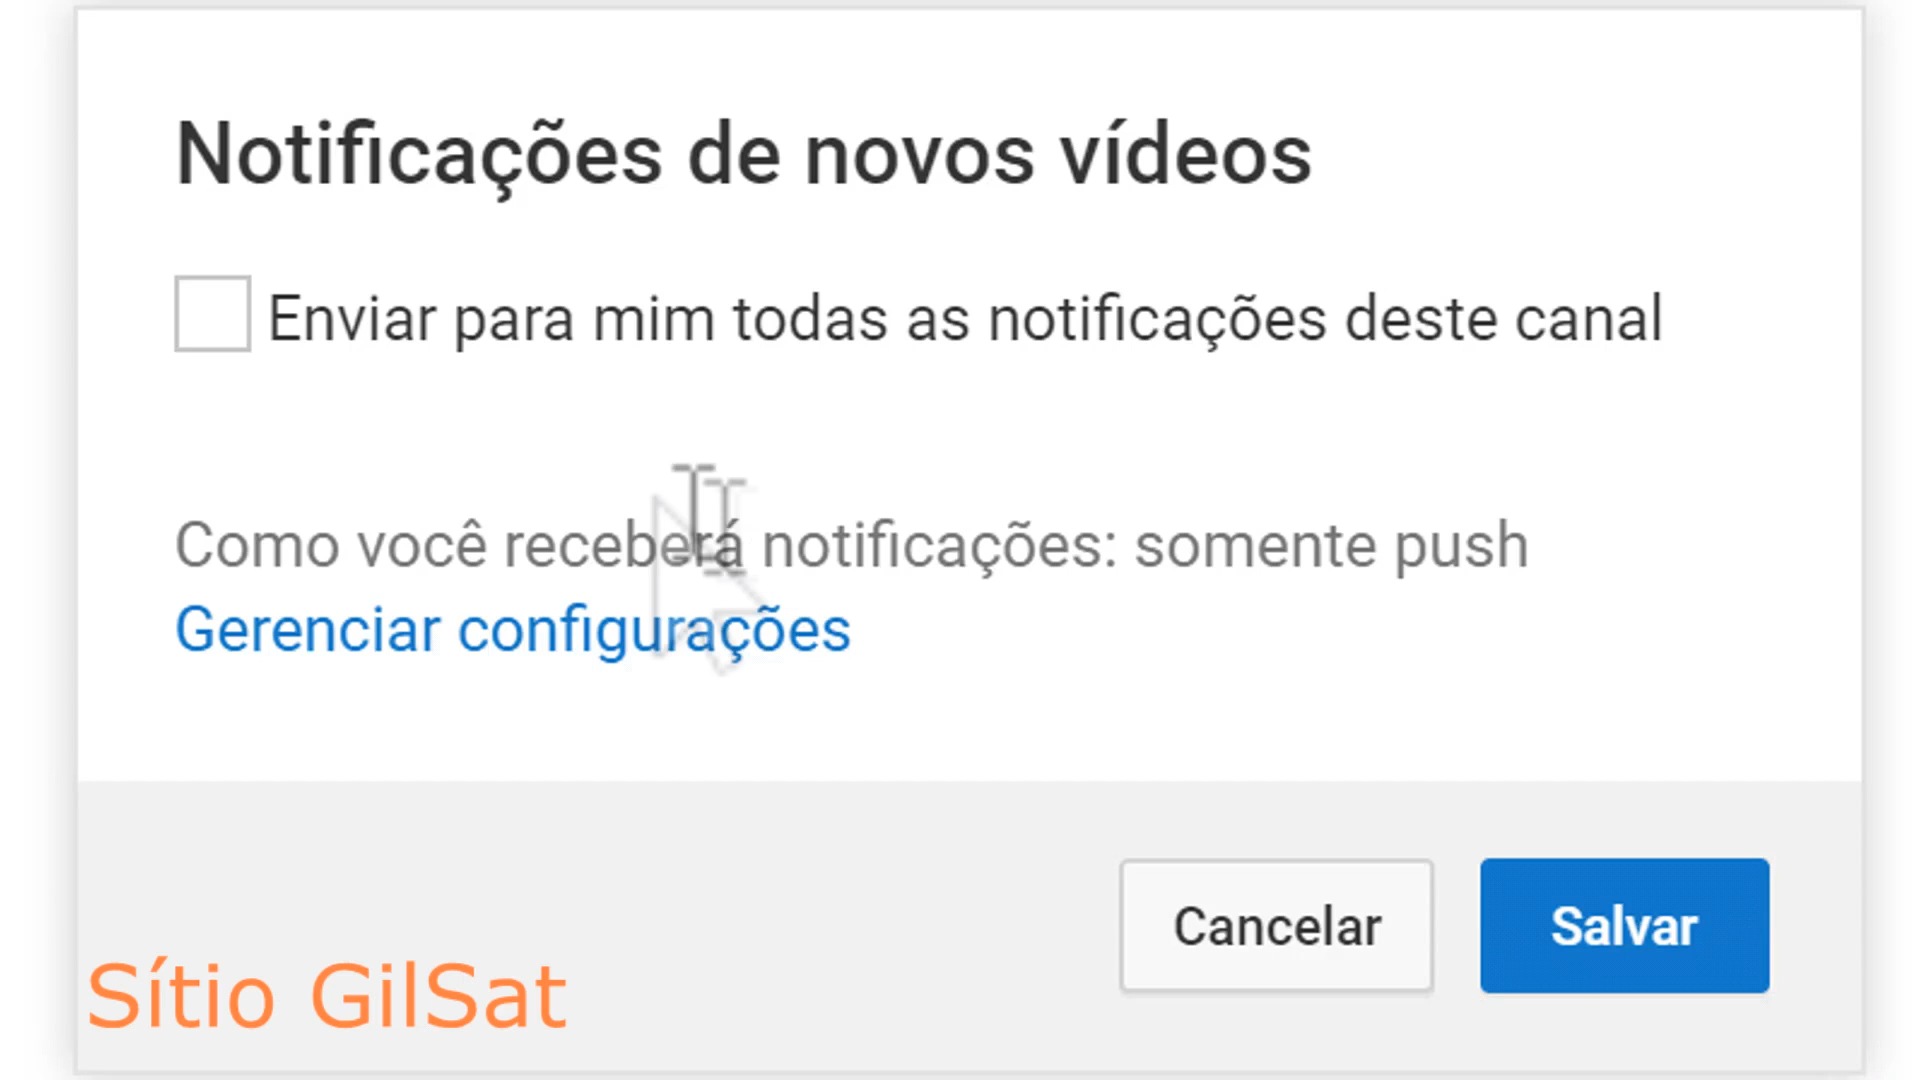 Notificações de novos vídeos
Enviar para mim todas as notificações deste canal
Como você receberá notificações: somente push
Gerenciar configurações
Cancelar
Salvar
Sítio GilSat